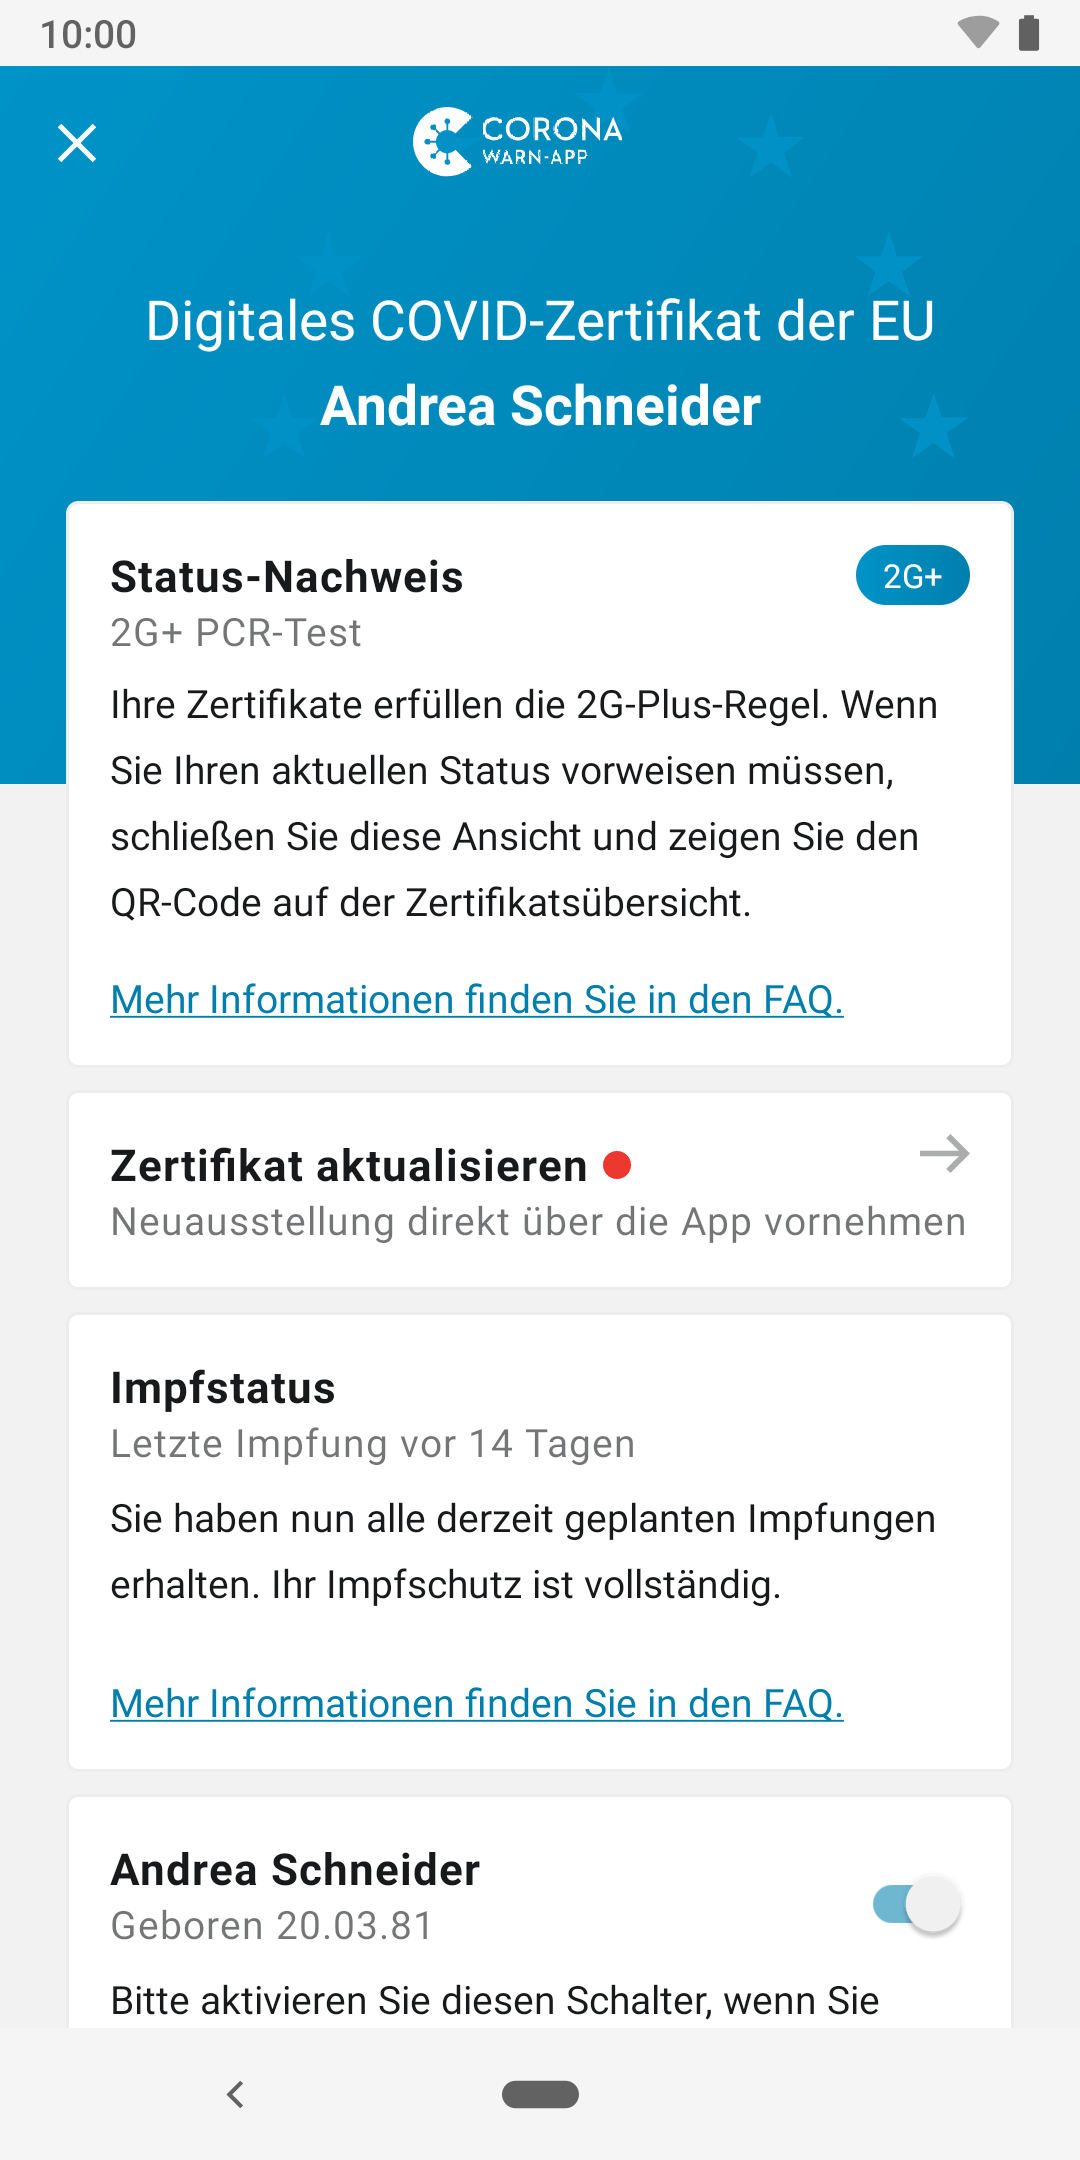 10:00
CORONA
WARN-APP
Digitales COVID-Zertifikat der EU
Andrea Schneider
Status-Nachweis
2G+
2G+ PCR-Test
Ihre Zertifikate erfüllen die 2G-Plus-Regel. Wenn
Sie Ihren aktuellen Status vorweisen müssen,
schließen Sie diese Ansicht und zeigen Sie den
QR-Code auf der Zertifikatsübersicht.
Mehr Informationen finden Sie in den FAQ.
Zertifikat aktualisieren
Neuausstellung direkt über die App vornehmen
Impfstatus
Letzte Impfung vor 14 Tagen
Sie haben nun alle derzeit geplanten Impfungen
erhalten. Ihr Impfschutz ist vollständig.
Mehr Informationen finden Sie in den FAQ.
Andrea Schneider
Geboren 20.03.81
Bitte aktivieren Sie diesen Schalter, wenn Sie